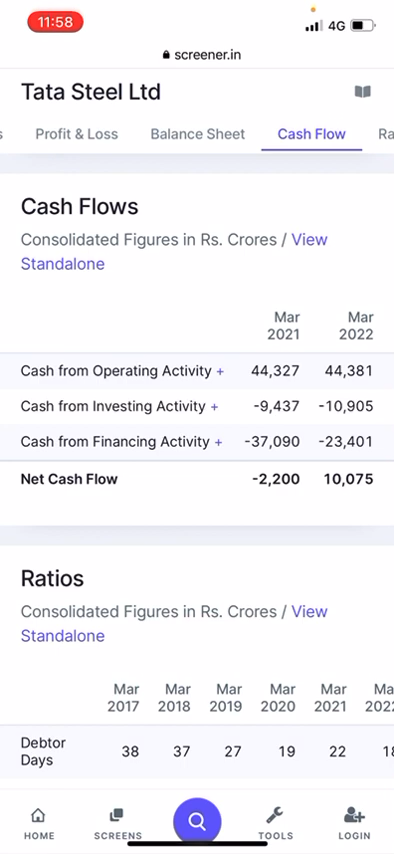 11:58
4G
screener.in
Tata Steel Ltd
s Profit & Loss Balance Sheet Cash Flow Ra
Cash Flows
Consolidated Figures in Rs. Crores / View
Standalone
Mar Mar
2021 2022
Cash from Operating Activity + 44,327 44,381
Cash from Investing Activity + -9,437 -10,905
Cash from Financing Activity + -37,090 -23,401
Net Cash Flow -2,200 10,075
Ratios
Consolidated Figures in Rs. Crores / View
Standalone
Mar Mar Mar Mar Mar Ma
2017 2018 2019 2020 2021 2022
Debtor
Days 38 37 27 19 22 18
HOME SCREENS TOOLS LOGIN